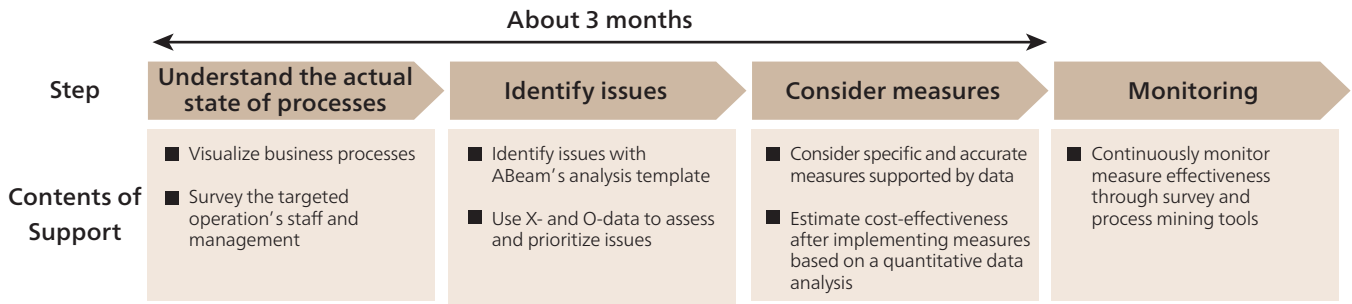 About 3 months
Step
Understand the actual
state of processes
Identify issues
Consider measures
Monitoring
Contents of
Support
■ Visualize business processes
■ Survey the targeted
operation's staff and
management
■ Identify issues with
ABeam's analysis template
■ Use X- and O-data to assess
and prioritize issues
■ Consider specific and accurate
measures supported by data
■ Estimate cost-effectiveness
after implementing measures
based on a quantitative data
analysis
■ Continuously monitor
measure effectiveness
through survey and
process mining tools